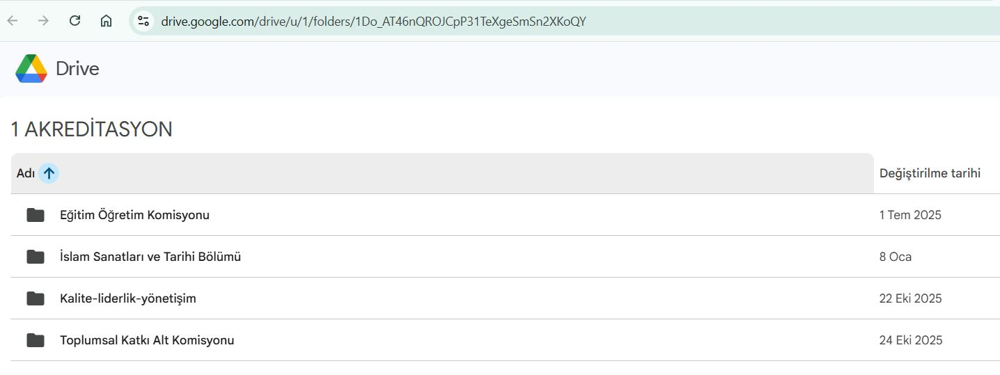 drive.google.com/drive/u/1/folders/1Do_AT46nQROJCpP31TeXgeSmSn2XKoQY
Drive
1 AKREDİTASYON
Adı Değiştirilme tarihi
Eğitim Öğretim Komisyonu 1 Tem 2025
İslam Sanatları ve Tarihi Bölümü 8 Oca
Kalite-liderlik-yönetişim 22 Eki 2025
Toplumsal Katkı Alt Komisyonu 24 Eki 2025